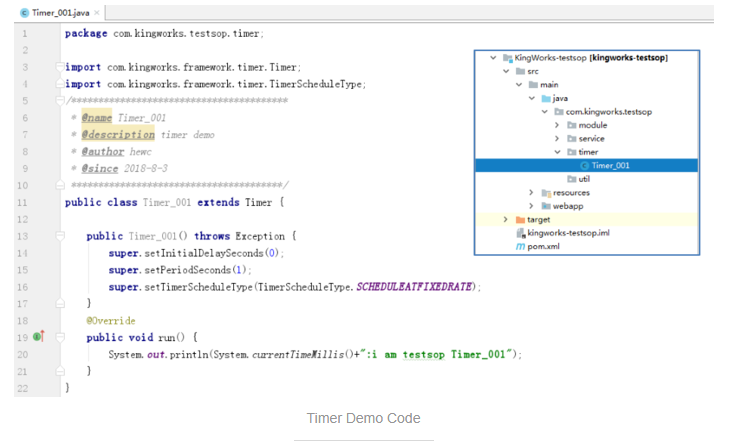 Timer_001.java ×
1 package com.kingworks.testsop.timer;
2
3 import com.kingworks.framework.timer.Timer;
4 import com.kingworks.framework.timer.TimerScheduleType;
5 /*****************************************
6 * @name Timer_001
7 * @description timer demo
8 * @author hewc
9 * @since 2018-8-3
10 ****************************************/
11 public class Timer_001 extends Timer {
12
13 public Timer_001() throws Exception {
14 super.setInitialDelaySeconds(0);
15 super.setPeriodSeconds(1);
16 super.setTimerScheduleType(TimerScheduleType.SCHEDULEATFIXEDRATE);
17 }
18 @Override
19 public void run() {
20 System.out.println(System.currentTimeMillis()+":i am testsop Timer_001");
21 }
22 }
KingWorks-testsop [kingworks-testsop]
src
main
java
com.kingworks.testsop
module
service
timer
Timer_001
util
resources
webapp
target
kingworks-testsop.iml
pom.xml
Timer Demo Code